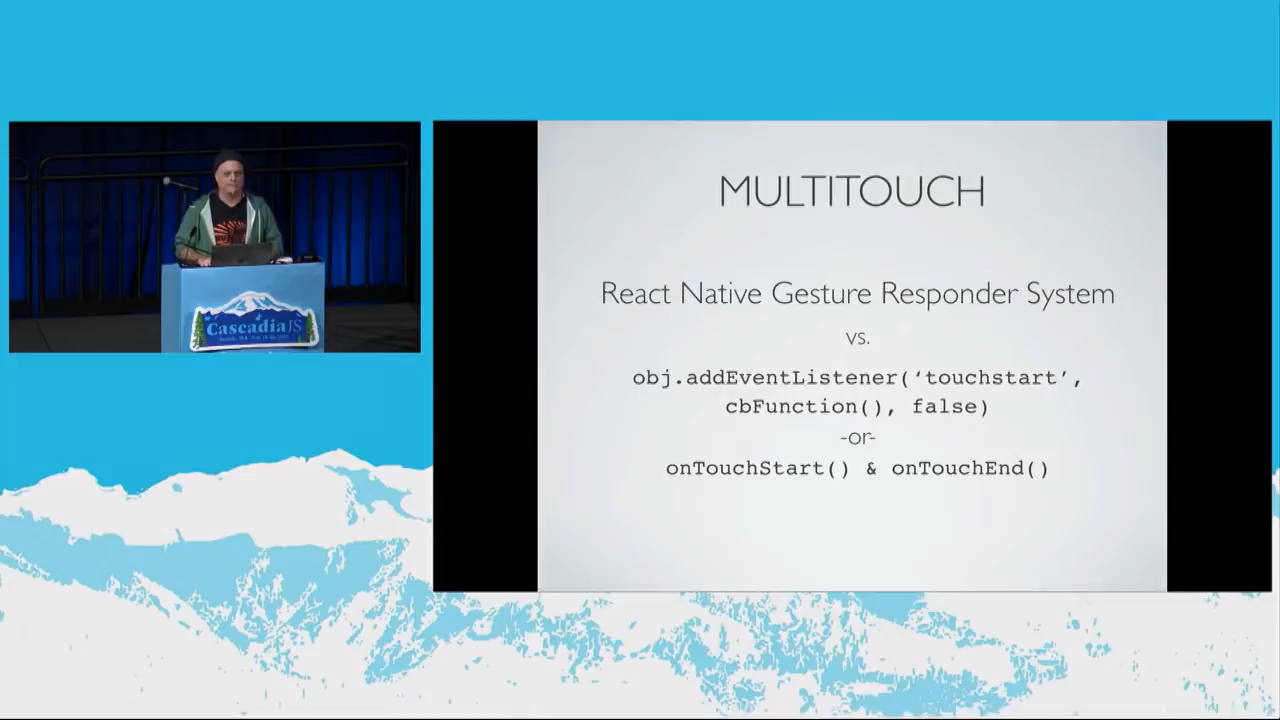 CascadiaJS
MULTITOUCH
React Native Gesture Responder System
vs.
obj.addEventListener(‘touchstart’,
cbFunction(), false)
-or-
onTouchStart() & onTouchEnd()